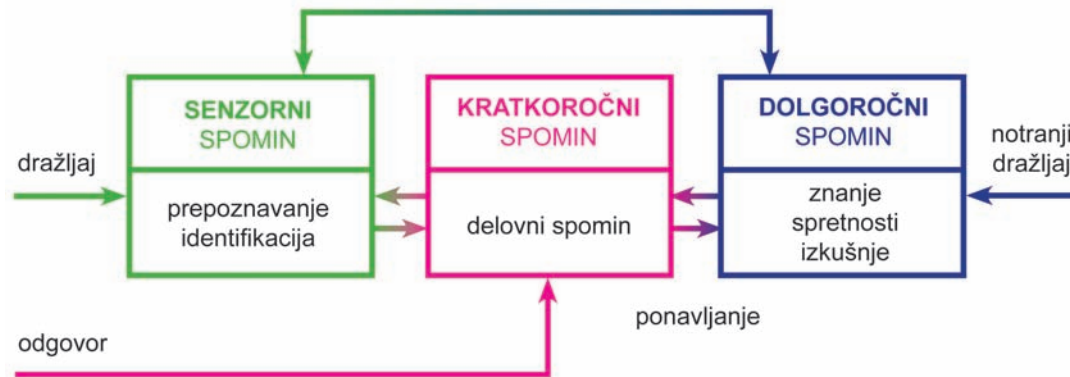 SENZORNI
SPOMIN
KRATKOROČNI
SPOMIN
DOLGOROČNI
SPOMIN
dražljaj
notranji
dražljaj
prepoznavanje
identifikacija
delovni spomin
znanje
spretnosti
izkušnje
ponavljanje
odgovor